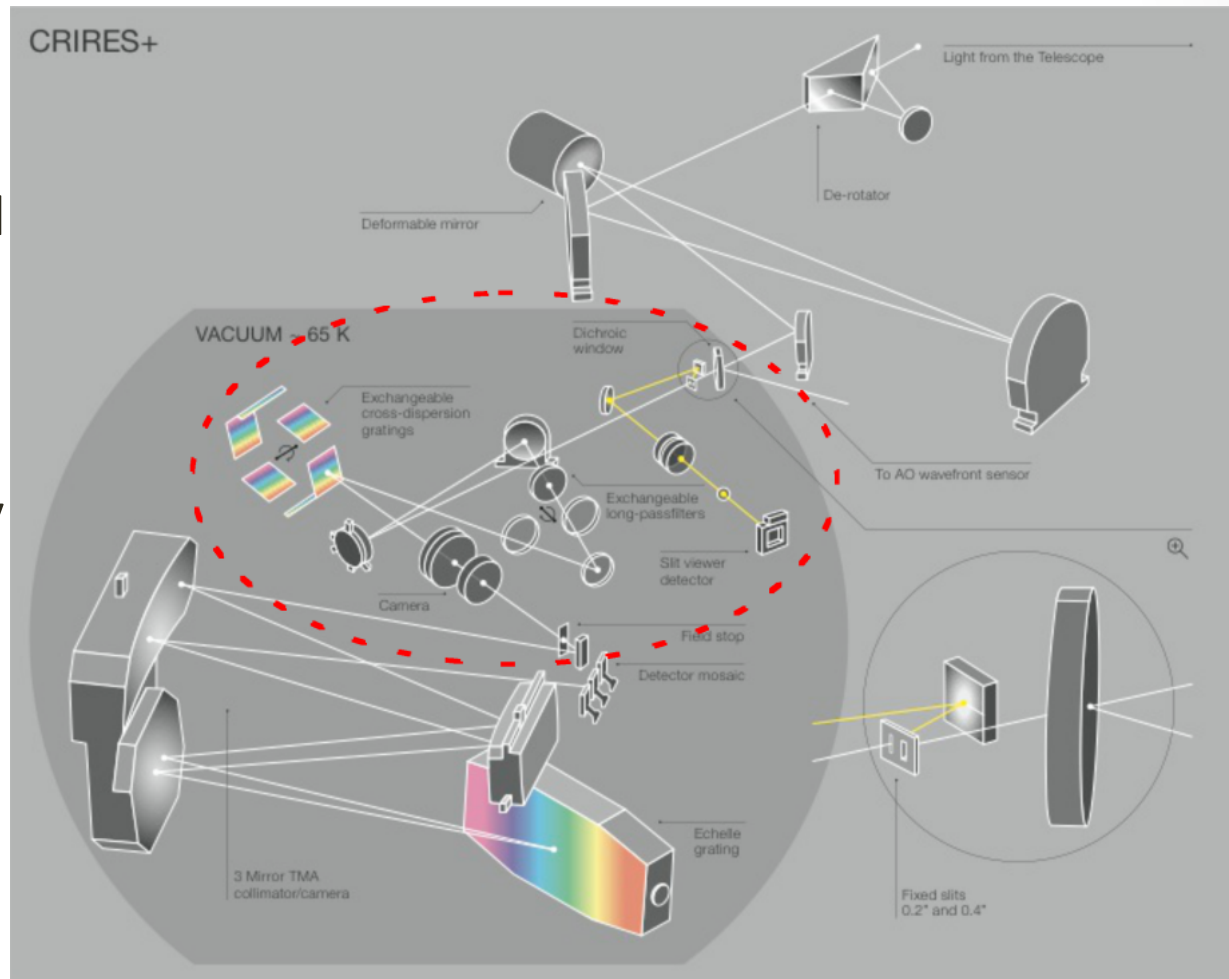 CRIRES+
Light from the Telescope
De-rotator
Deformable mirror
VACUUM ~ 65 K
Dichroic
window
Exchangeable
cross-dispersion
gratings
To AO wavefront sensor
Exchangeable
long-passfilters
Slit viewer
detector
Camera
Field stop
Detector mosaic
Echelle
grating
3 Mirror TMA
collimator/camera
Fixed slits
0.2" and 0.4"